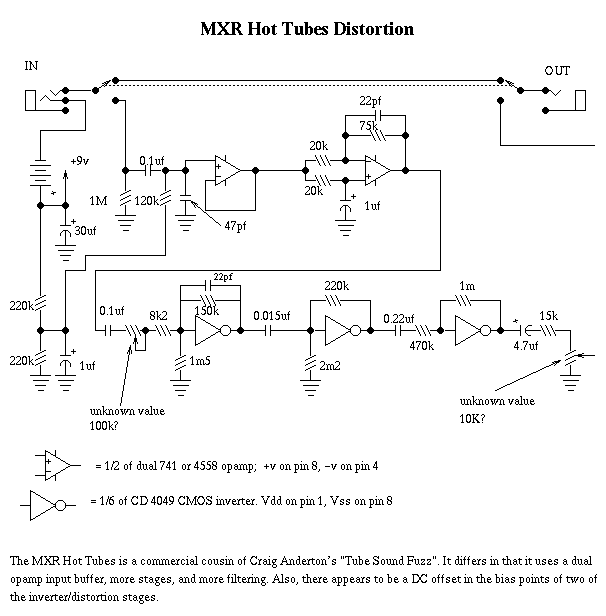 MXR Hot Tubes Distortion
IN
OUT
22pf
75k
+9v
0.1uf
20k
+
1M
120k
20k
+
1uf
+
30uf
47pf
220k
22pf
220k
1m
0.1uf
8k2
150k
0.015uf
0.22uf
+
15k
470k
4.7uf
220k
+
1uf
1m5
2m2
unknown value
100k?
unknown value
10K?
= 1/2 of dual 741 or 4558 opamp; +v on pin 8, −v on pin 4
= 1/6 of CD 4049 CMOS inverter. Vdd on pin 1, Vss on pin 8
The MXR Hot Tubes is a commercial cousin of Craig Anderton's "Tube Sound Fuzz". It differs in that it uses a dual
opamp input buffer, more stages, and more filtering. Also, there appears to be a DC offset in the bias points of two of
the inverter/distortion stages.